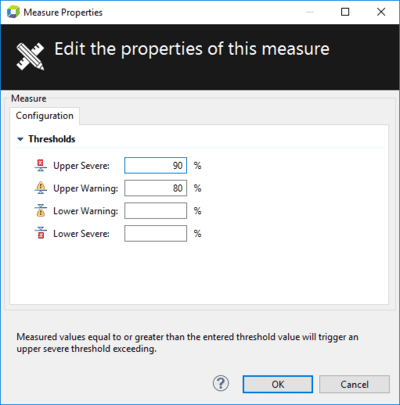 Measure Properties
Edit the properties of this measure
Measure
Configuration
Thresholds
Upper Severe: 90 %
Upper Warning: 80 %
Lower Warning: %
Lower Severe: %
Measured values equal to or greater than the entered threshold value will trigger an
upper severe threshold exceeding.
? OK Cancel